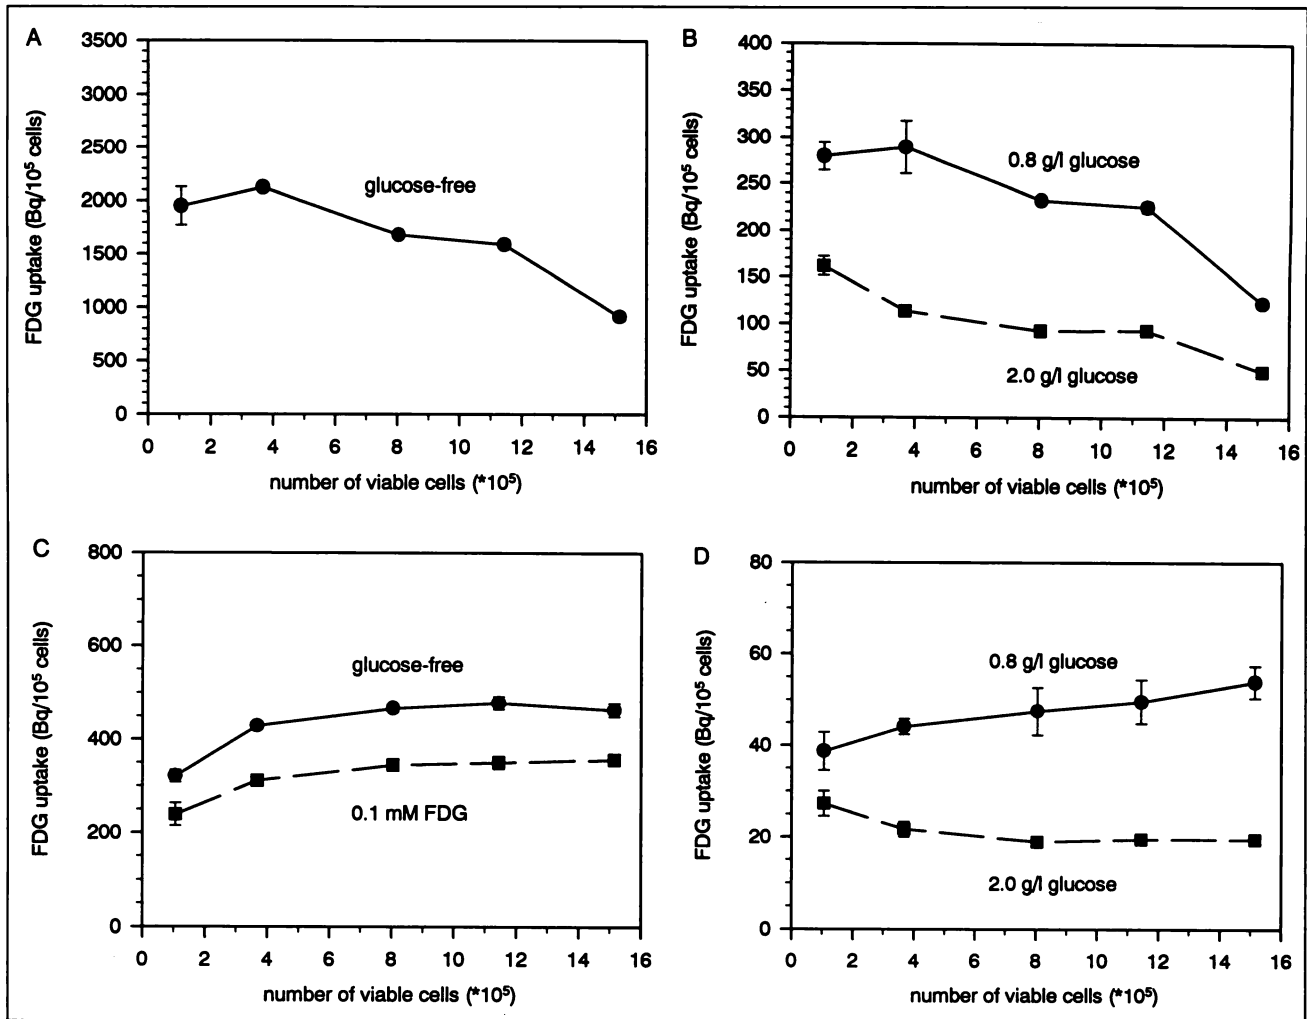 A
3500
3000
2500
2000
1500
1000
500
0
FDG uptake (Bq/10⁵ cells)
glucose-free
0 2 4 6 8 10 12 14 16
number of viable cells (*10⁵)
B
400
350
300
250
200
150
100
50
0
FDG uptake (Bq/10⁵ cells)
0.8 g/l glucose
2.0 g/l glucose
0 2 4 6 8 10 12 14 16
number of viable cells (*10⁵)
C
800
600
400
200
0
FDG uptake (Bq/10⁵ cells)
glucose-free
0.1 mM FDG
0 2 4 6 8 10 12 14 16
number of viable cells (*10⁵)
D
80
60
40
20
0
FDG uptake (Bq/10⁵ cells)
0.8 g/l glucose
2.0 g/l glucose
0 2 4 6 8 10 12 14 16
number of viable cells (*10⁵)